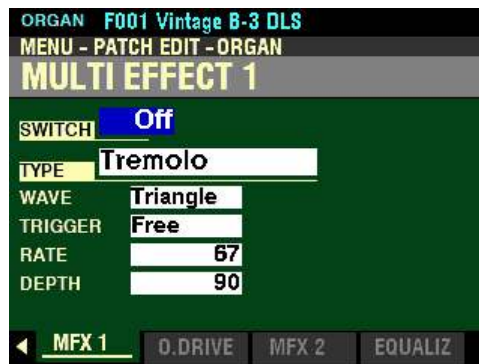 ORGAN F001 Vintage B-3 DLS
MENU - PATCH EDIT - ORGAN
MULTI EFFECT 1
SWITCH Off
TYPE Tremolo
WAVE Triangle
TRIGGER Free
RATE 67
DEPTH 90
MFX 1 O.DRIVE MFX 2 EQUALIZ